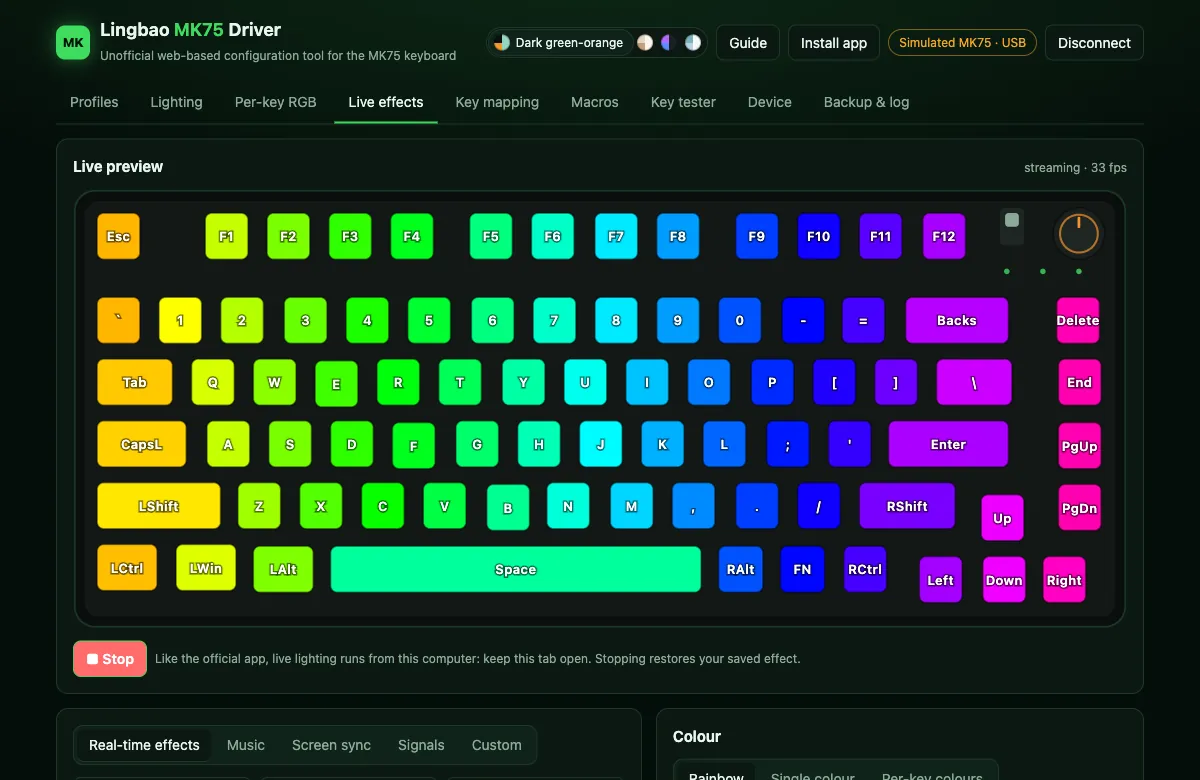 MK
Lingbao MK75 Driver
Unofficial web-based configuration tool for the MK75 keyboard
Dark green-orange
Guide
Install app
Simulated MK75 · USB
Disconnect
Profiles Lighting Per-key RGB Live effects Key mapping Macros Key tester Device Backup & log
Live preview
streaming · 33 fps
Esc F1 F2 F3 F4 F5 F6 F7 F8 F9 F10 F11 F12
` 1 2 3 4 5 6 7 8 9 0 - = Backs Delete
Tab Q W E R T Y U I O P [ ] \ End
CapsL A S D F G H J K L ; ' Enter PgUp
LShift Z X C V B N M , . / RShift Up PgDn
LCtrl LWin LAlt Space RAlt FN RCtrl Left Down Right
Stop
Like the official app, live lighting runs from this computer: keep this tab open. Stopping restores your saved effect.
Real-time effects Music Screen sync Signals Custom
Colour
Rainbow Single colour Per-key colours